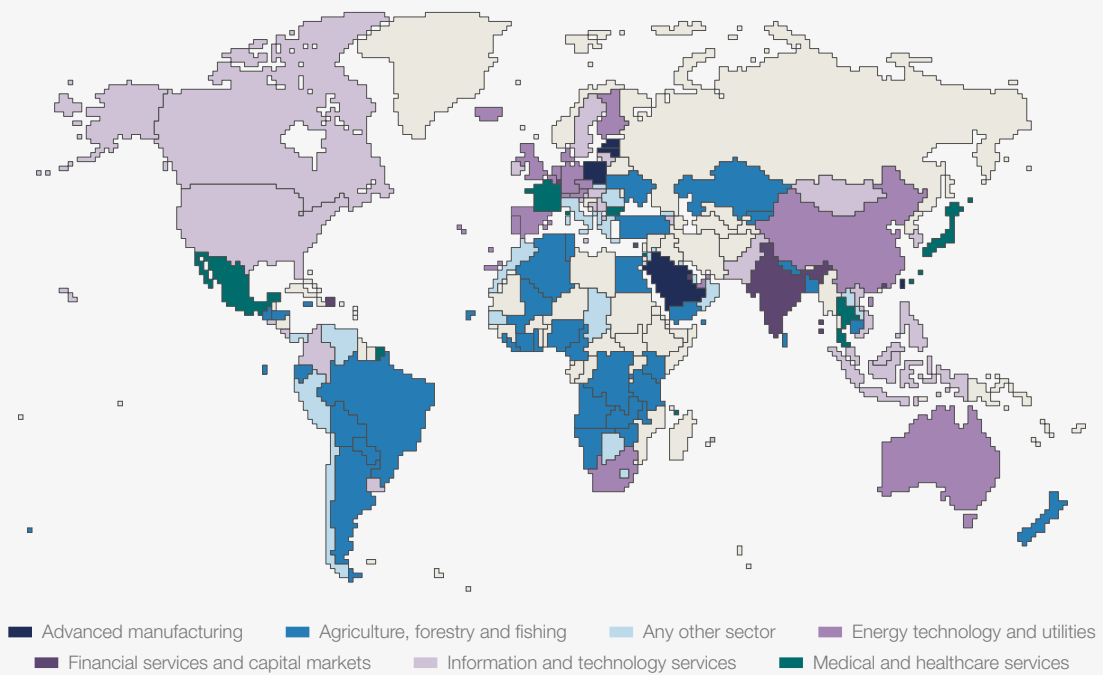 Advanced manufacturing Agriculture, forestry and fishing Any other sector Energy technology and utilities
Financial services and capital markets Information and technology services Medical and healthcare services